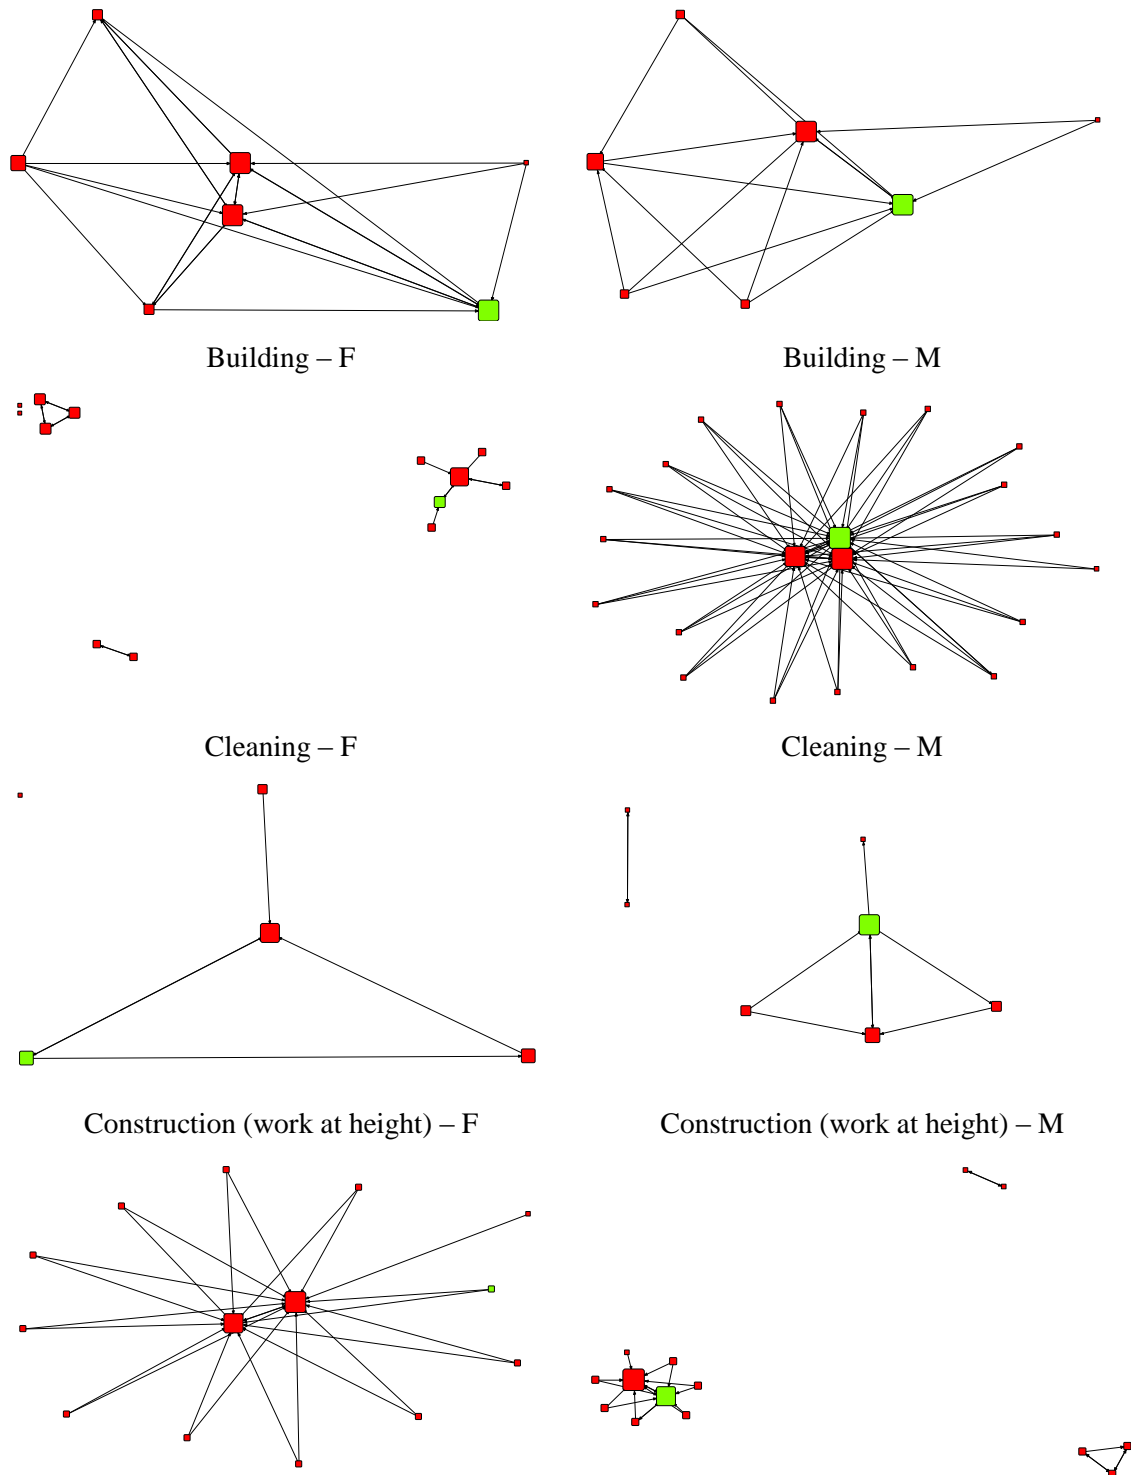 Building – F
Building – M
Cleaning – F
Cleaning – M
Construction (work at height) – F
Construction (work at height) – M